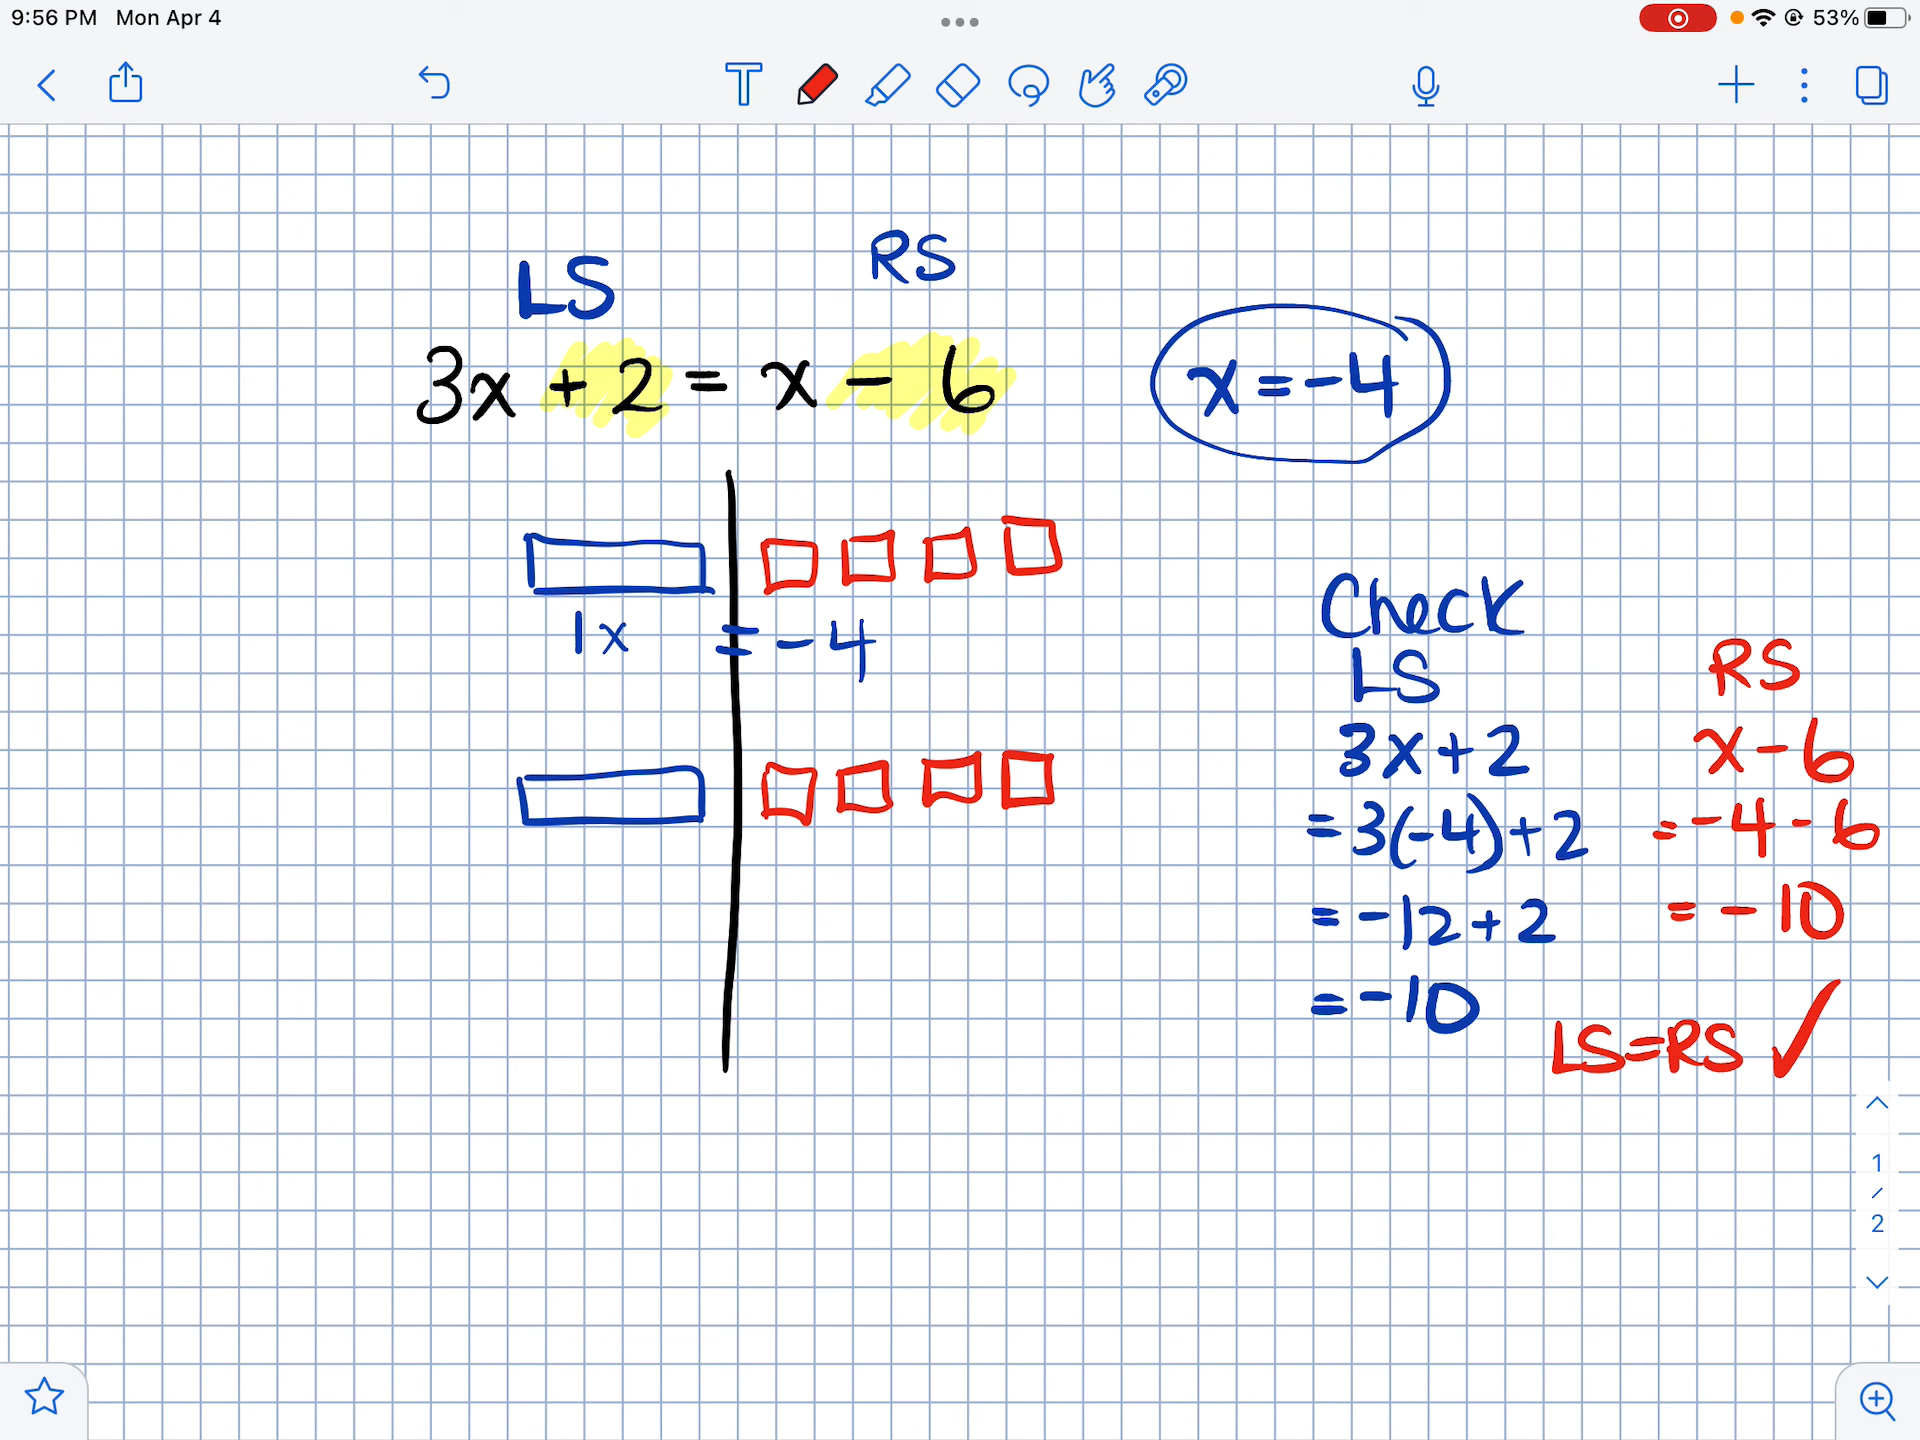 9:56 PM Mon Apr 4
53%
T
LS
RS
3x + 2 = x - 6
x = -4
1x = -4
Check
LS
RS
3x + 2
x - 6
= 3(-4) + 2
= -4 - 6
= -12 + 2
= -10
= -10
LS = RS ✓
1
/
2